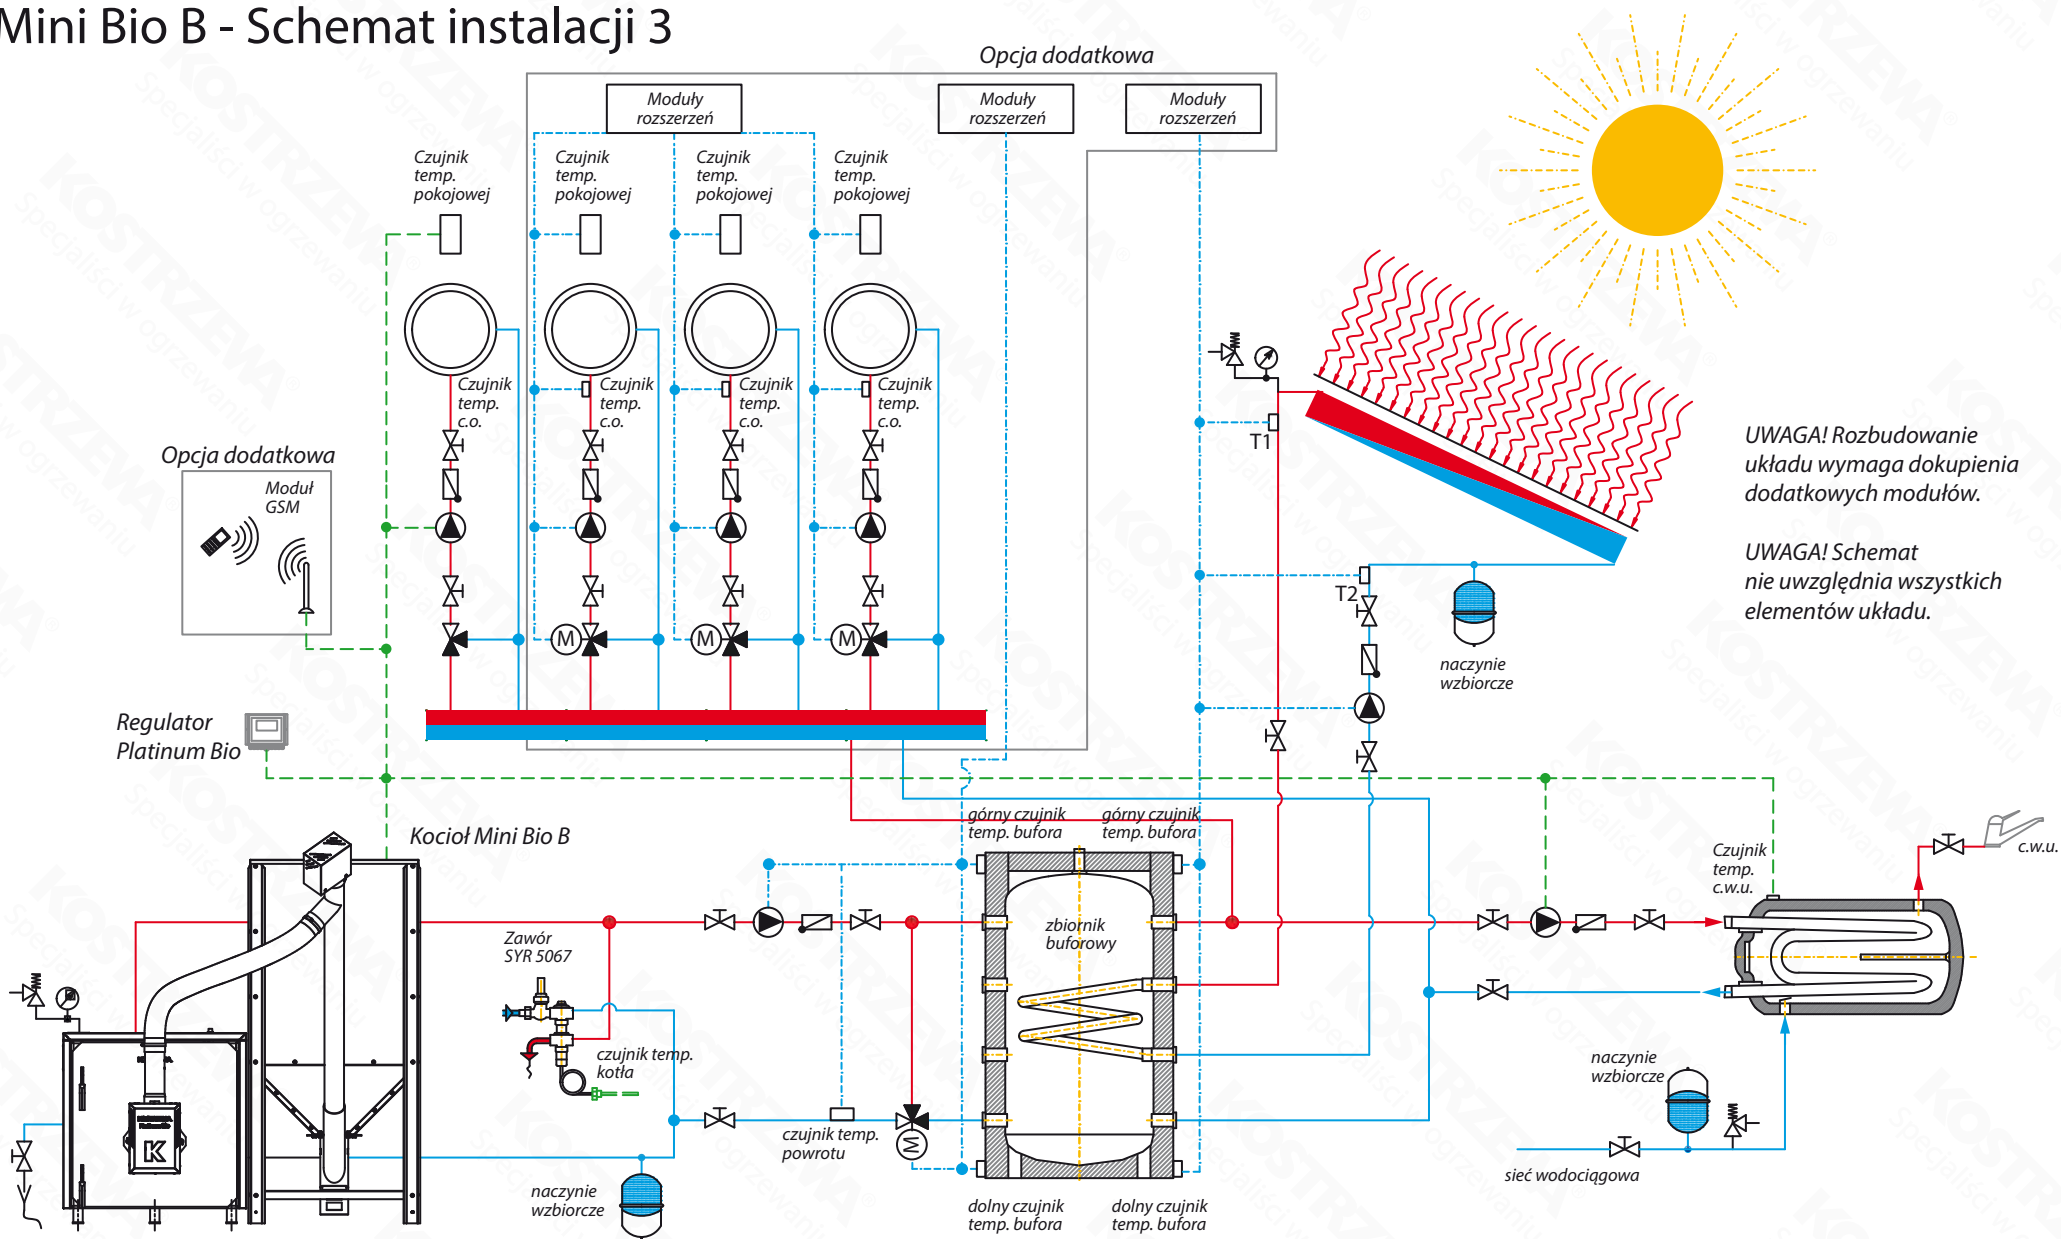 Mini Bio B - Schemat instalacji 3
Opcja dodatkowa
Moduły
rozszerzeń
Moduły
rozszerzeń
Moduły
rozszerzeń
Czujnik
temp.
pokojowej
Czujnik
temp.
pokojowej
Czujnik
temp.
pokojowej
Czujnik
temp.
pokojowej
Czujnik
temp.
c.o.
Czujnik
temp.
c.o.
Czujnik
temp.
c.o.
Czujnik
temp.
c.o.
Opcja dodatkowa
Moduł
GSM
T1
T2
UWAGA! Rozbudowanie
układu wymaga dokupienia
dodatkowych modułów.
UWAGA! Schemat
nie uwzględnia wszystkich
elementów układu.
M
M
M
naczynie
wzbiorcze
Regulator
Platinum Bio
Kocioł Mini Bio B
górny czujnik
temp. bufora
górny czujnik
temp. bufora
Czujnik
temp.
c.w.u.
c.w.u.
Zawór
SYR 5067
zbiornik
buforowy
czujnik temp.
kotła
czujnik temp.
powrotu
M
K
naczynie
wzbiorcze
naczynie
wzbiorcze
sieć wodociągowa
dolny czujnik
temp. bufora
dolny czujnik
temp. bufora
KOSTRZEWA®
Specjaliści w ogrzewaniu